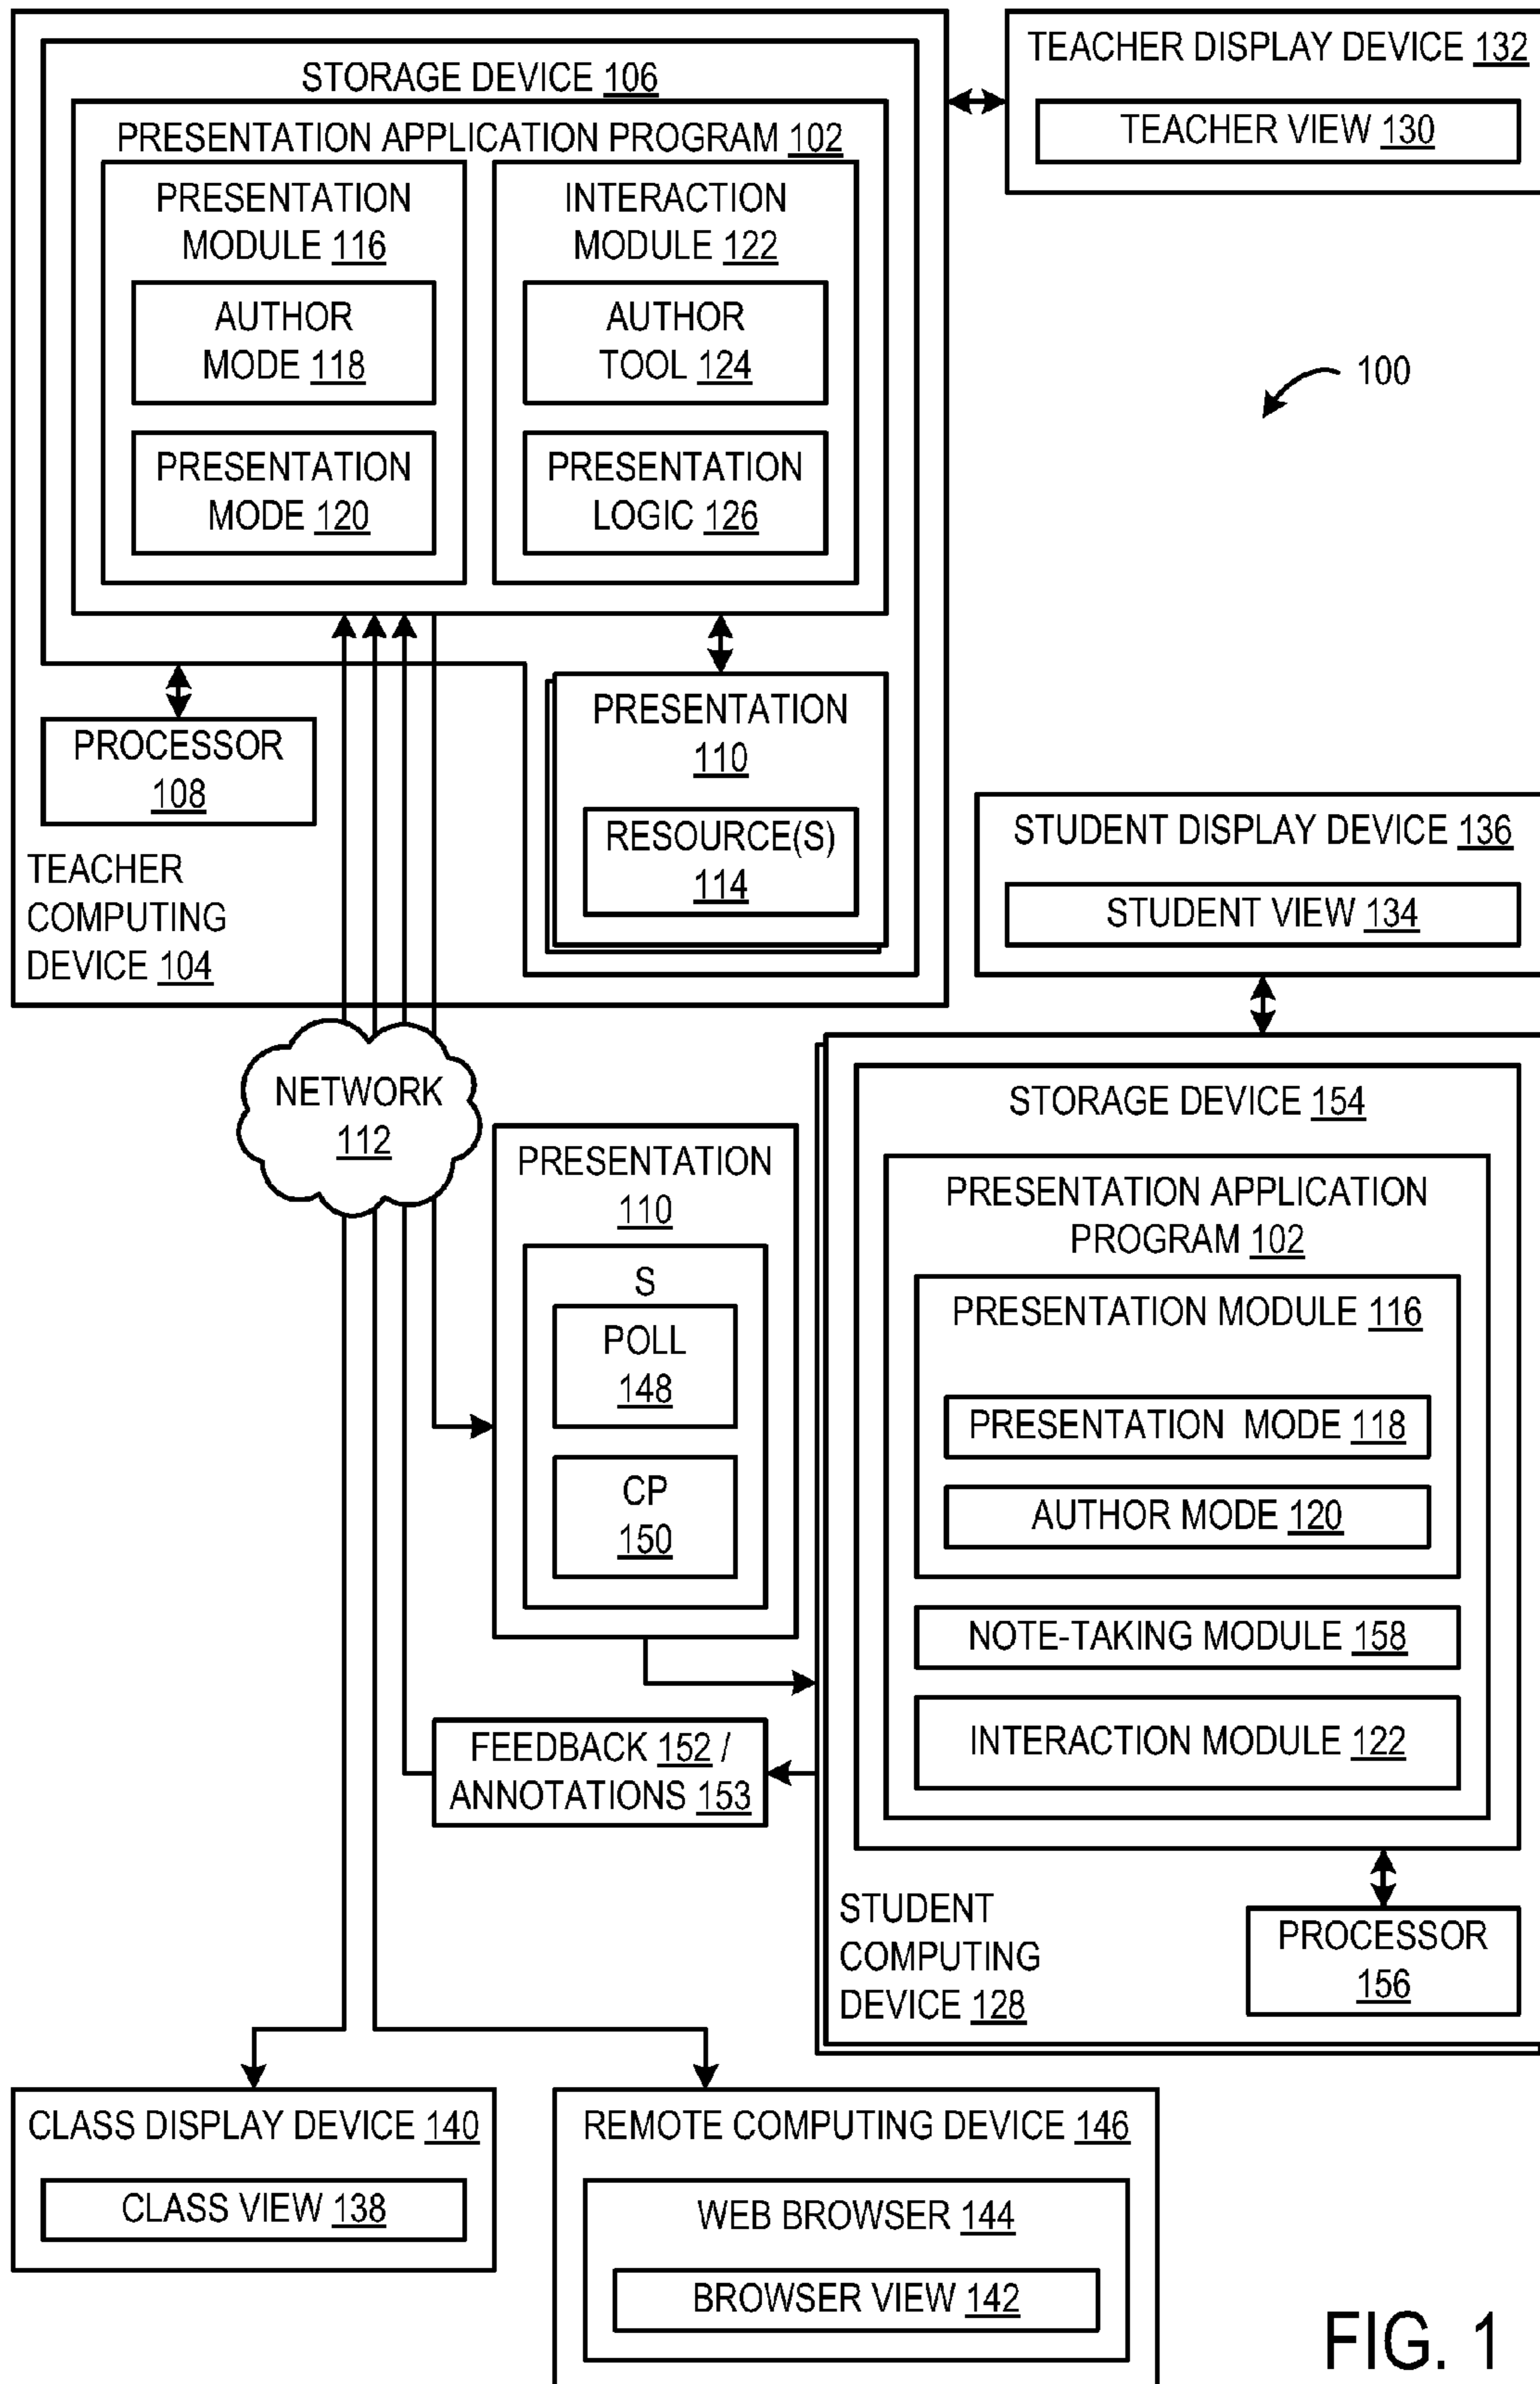 STORAGE DEVICE 106
PRESENTATION APPLICATION PROGRAM 102
PRESENTATION
MODULE 116
AUTHOR
MODE 118
PRESENTATION
MODE 120
INTERACTION
MODULE 122
AUTHOR
TOOL 124
PRESENTATION
LOGIC 126
TEACHER DISPLAY DEVICE 132
TEACHER VIEW 130
100
PROCESSOR
108
PRESENTATION
110
RESOURCE(S)
114
TEACHER
COMPUTING
DEVICE 104
STUDENT DISPLAY DEVICE 136
STUDENT VIEW 134
NETWORK
112
PRESENTATION
110
S
POLL
148
CP
150
STORAGE DEVICE 154
PRESENTATION APPLICATION
PROGRAM 102
PRESENTATION MODULE 116
PRESENTATION MODE 118
AUTHOR MODE 120
NOTE-TAKING MODULE 158
INTERACTION MODULE 122
FEEDBACK 152 /
ANNOTATIONS 153
STUDENT
COMPUTING
DEVICE 128
PROCESSOR
156
CLASS DISPLAY DEVICE 140
CLASS VIEW 138
REMOTE COMPUTING DEVICE 146
WEB BROWSER 144
BROWSER VIEW 142
FIG. 1